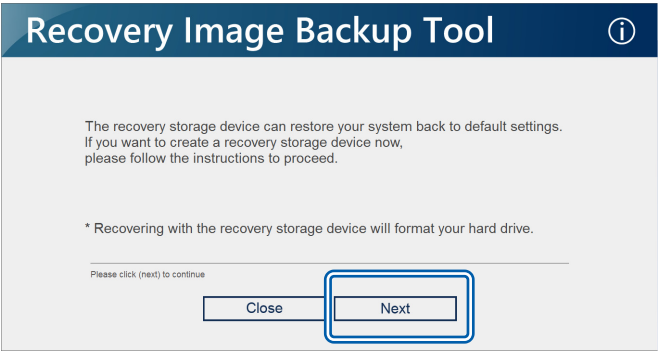 Recovery Image Backup Tool
The recovery storage device can restore your system back to default settings.
If you want to create a recovery storage device now,
please follow the instructions to proceed.
* Recovering with the recovery storage device will format your hard drive.
Please click (next) to continue
Close Next